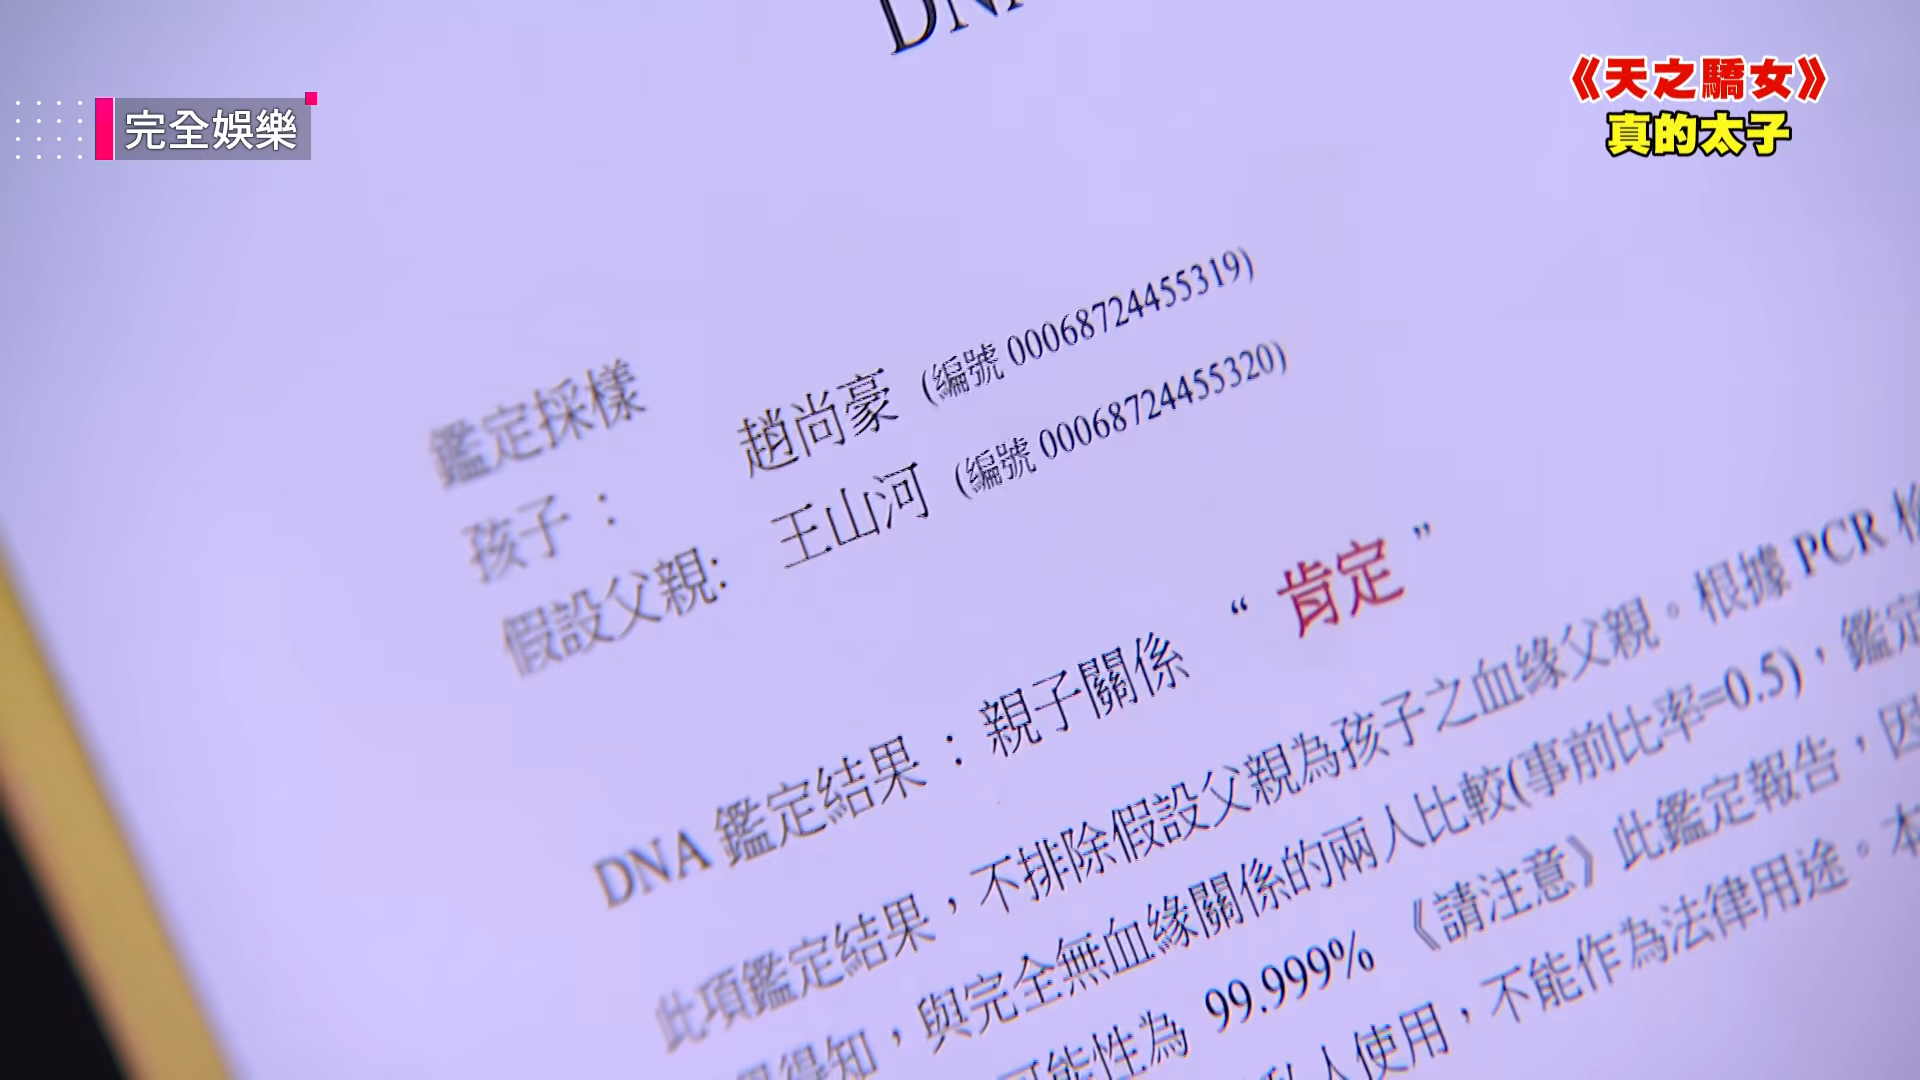 DNA
完全娛樂
《天之驕女》
真的太子
鑑定採樣
孩子： 趙尚豪 (編號 00068724455319)
假設父親: 王山河 (編號 00068724455320)
DNA 鑑定結果：親子關係 “ 肯定 ”
此項鑑定結果，不排除假設父親為孩子之血緣父親。根據 PCR
得知，與完全無血緣關係的兩人比較(事前比率=0.5)，鑑定
可能性為 99.999% 《請注意》此鑑定報告，因
私人使用，不能作為法律用途。本